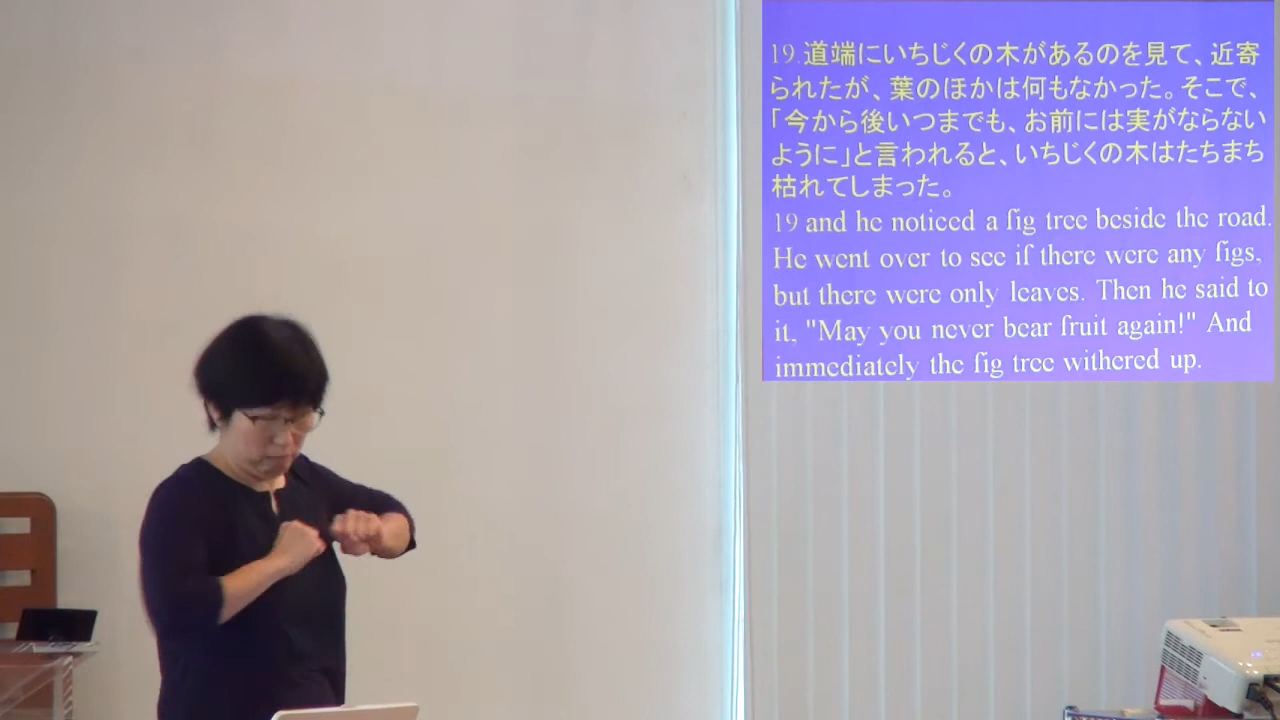 19.道端にいちじくの木があるのを見て、近寄
られたが、葉のほかは何もなかった。そこで、
「今から後いつまでも、お前には実がならない
ように」と言われると、いちじくの木はたちまち
枯れてしまった。
19 and he noticed a fig tree beside the road.
He went over to see if there were any figs,
but there were only leaves. Then he said to
it, "May you never bear fruit again!" And
immediately the fig tree withered up.